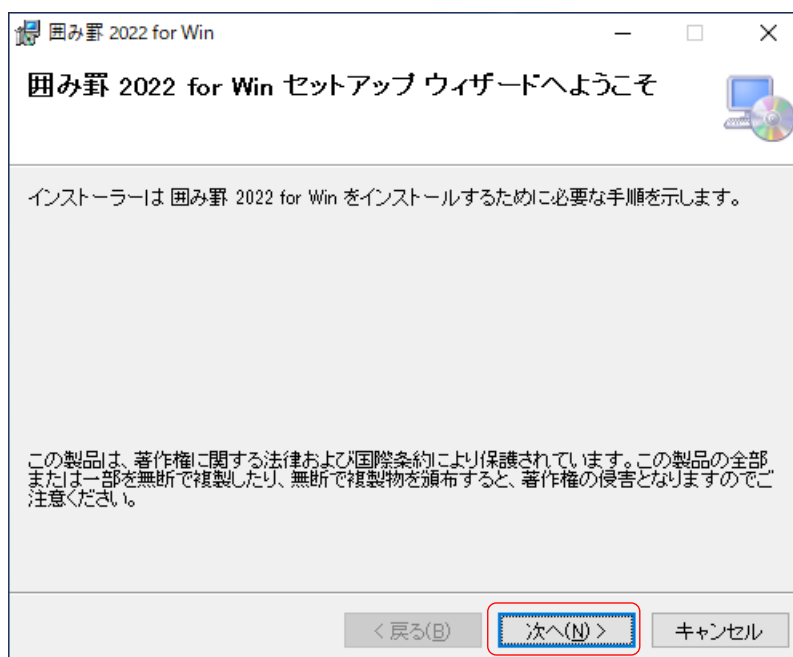 囲み罫 2022 for Win
囲み罫 2022 for Win セットアップ ウィザードへようこそ
インストーラーは 囲み罫 2022 for Win をインストールするために必要な手順を示します。
この製品は、著作権に関する法律および国際条約により保護されています。この製品の全部
または一部を無断で複製したり、無断で複製物を頒布すると、著作権の侵害となりますのでご
注意ください。
< 戻る(B)
次へ(N) >
キャンセル